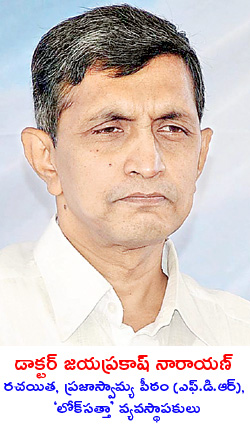 డాక్టర్ జయప్రకాష్ నారాయణ్
రచయిత, ప్రజాస్వామ్య పీఠం (ఎఫ్.డి.ఆర్),
'లోక్‌సత్తా' వ్యవస్థాపకులు